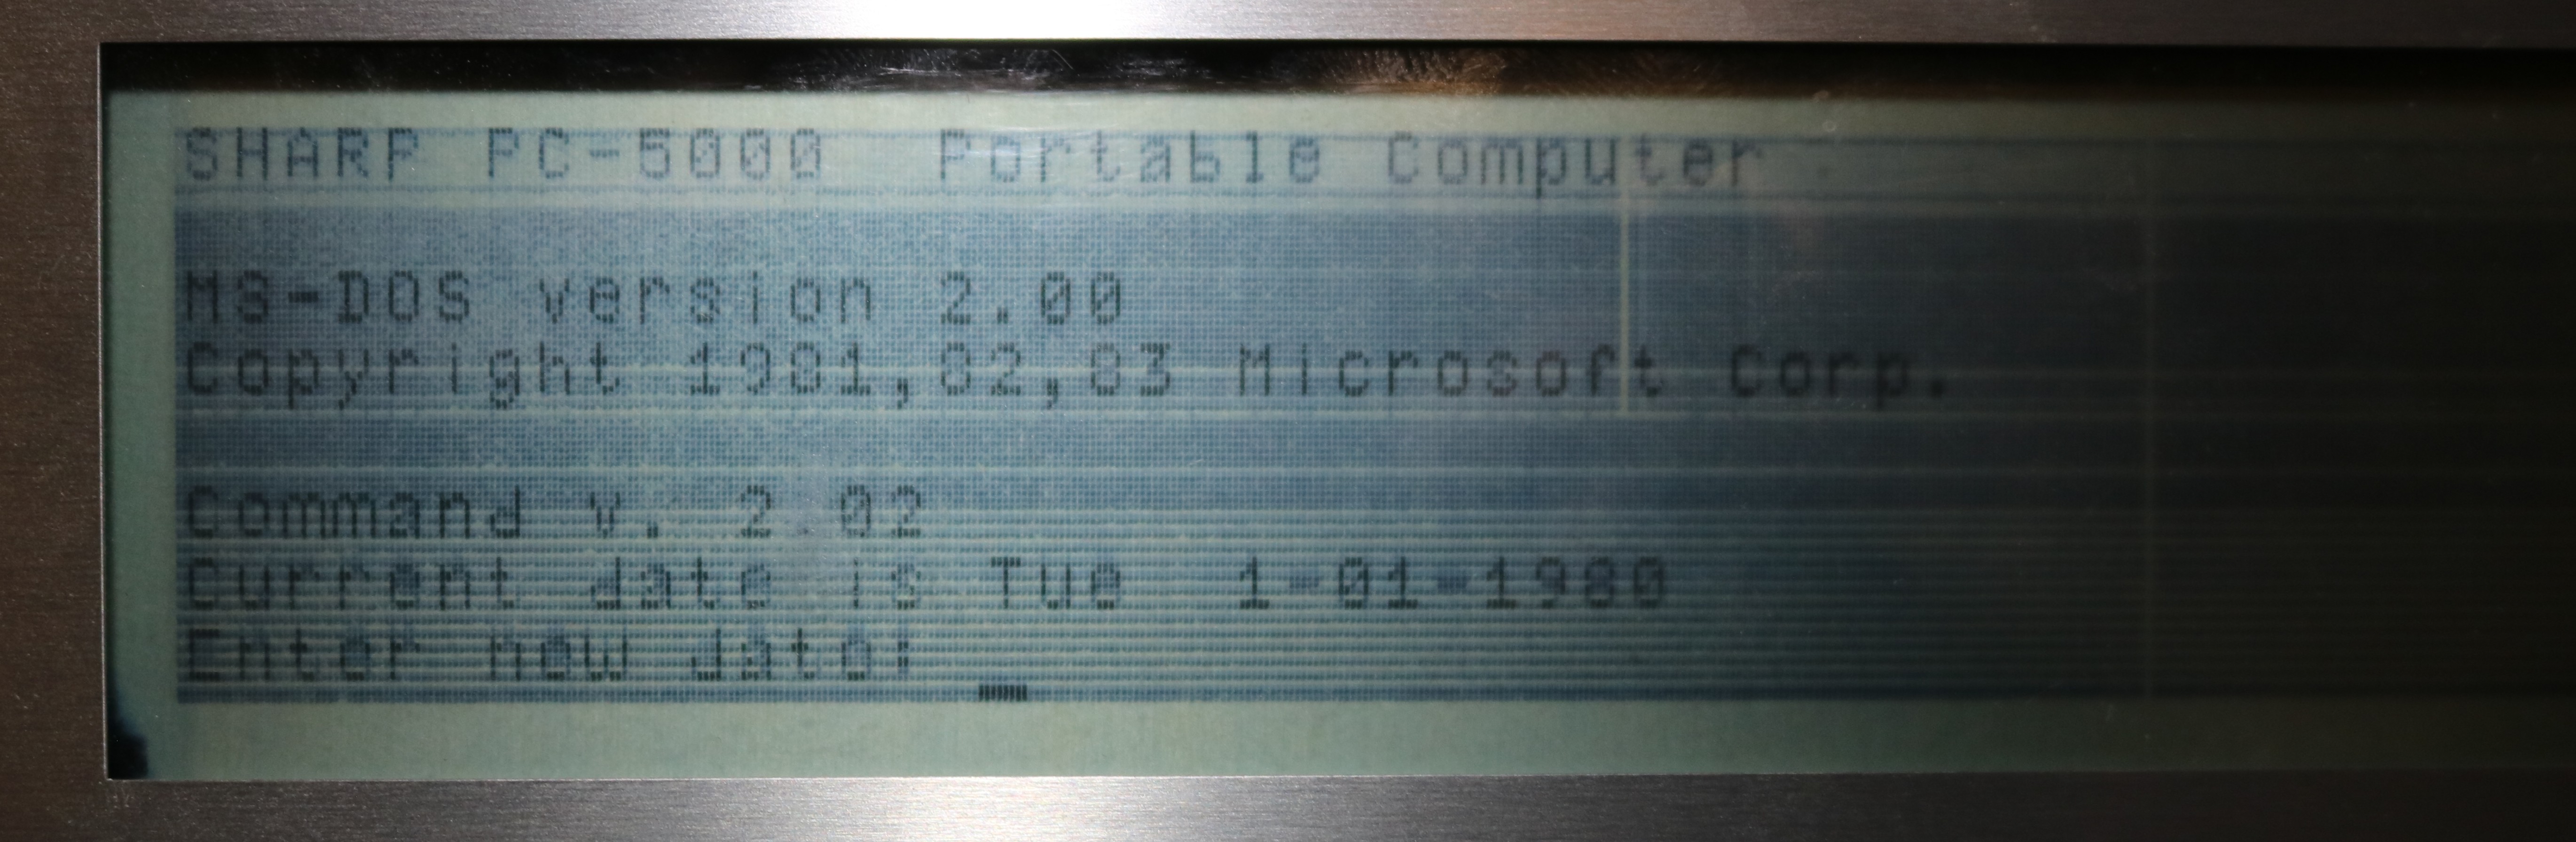 SHARP PC-5000  Portable Computer
MS-DOS version 2.00
Copyright 1981,82,83 Microsoft Corp.
Command v. 2.02
Current date is Tue  1-01-1980
Enter new date: